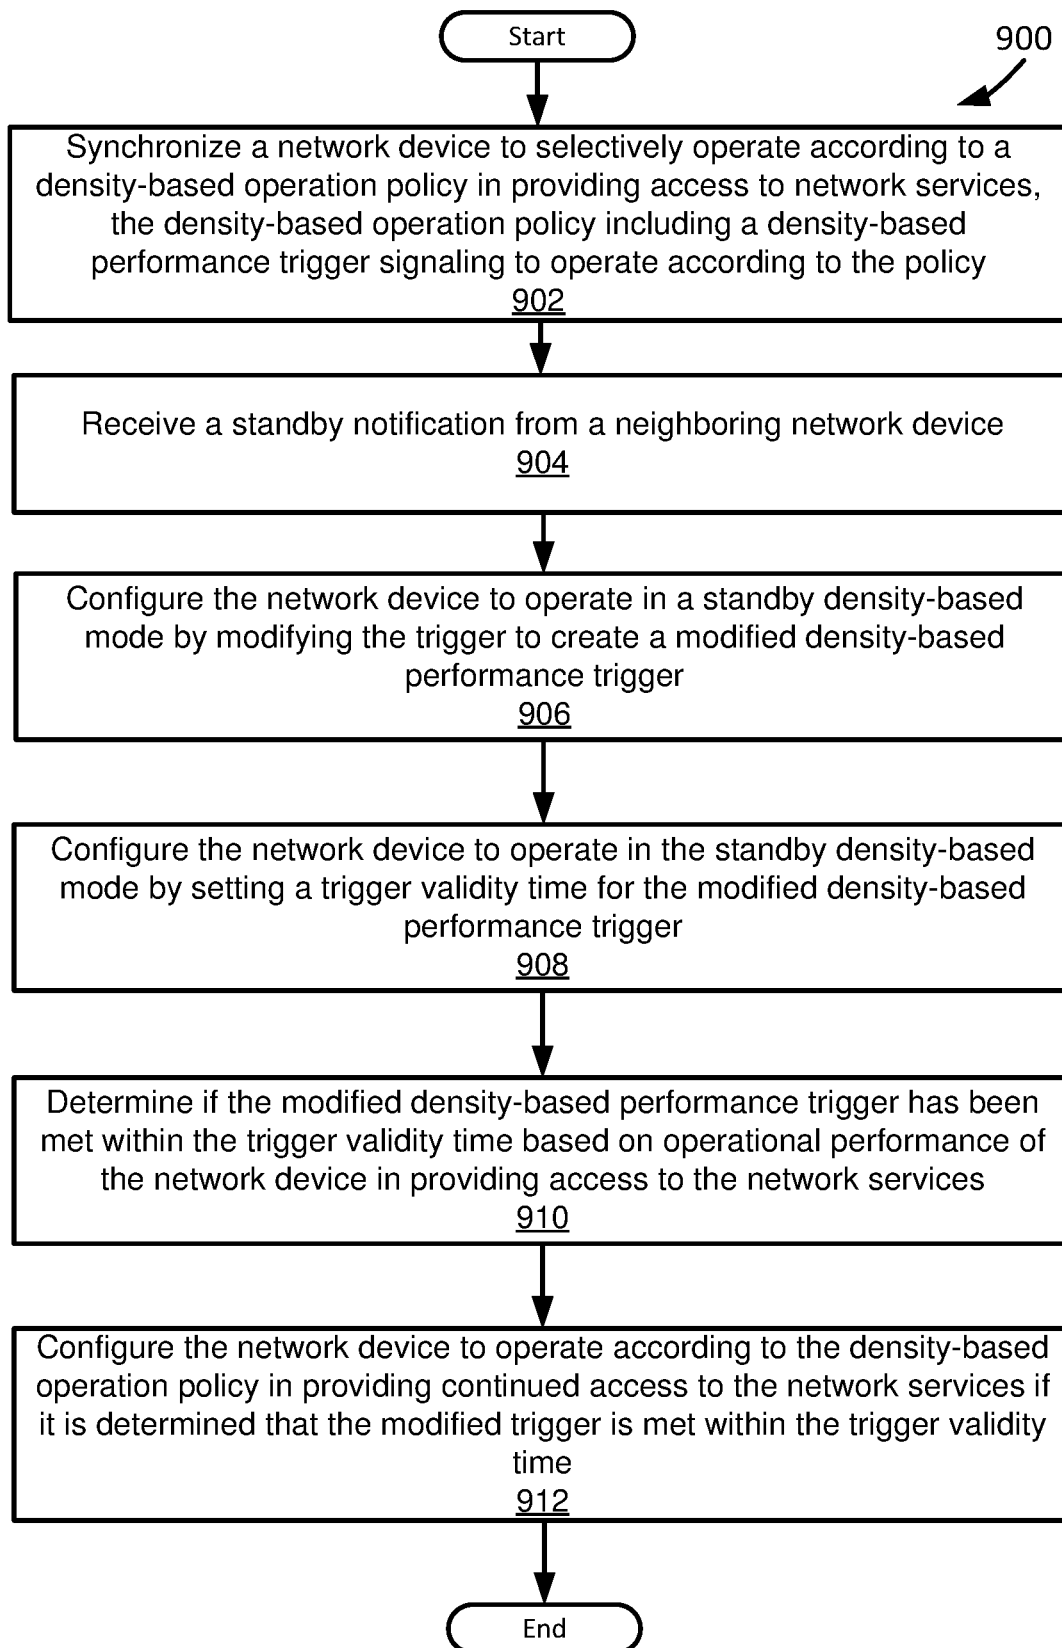 Start
900
Synchronize a network device to selectively operate according to a
density-based operation policy in providing access to network services,
the density-based operation policy including a density-based
performance trigger signaling to operate according to the policy
902
Receive a standby notification from a neighboring network device
904
Configure the network device to operate in a standby density-based
mode by modifying the trigger to create a modified density-based
performance trigger
906
Configure the network device to operate in the standby density-based
mode by setting a trigger validity time for the modified density-based
performance trigger
908
Determine if the modified density-based performance trigger has been
met within the trigger validity time based on operational performance of
the network device in providing access to the network services
910
Configure the network device to operate according to the density-based
operation policy in providing continued access to the network services if
it is determined that the modified trigger is met within the trigger validity
time
912
End